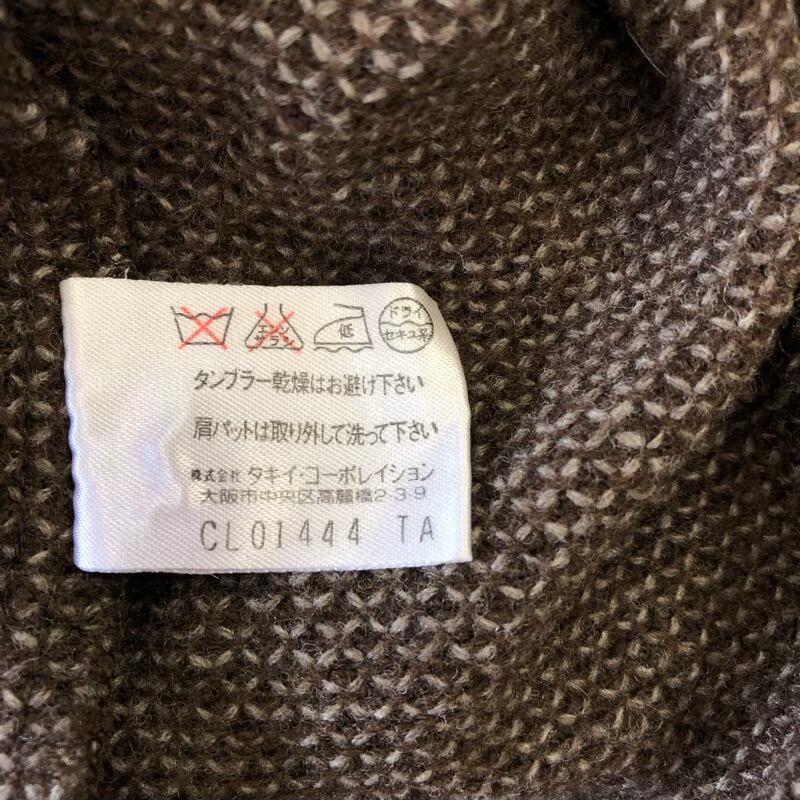 エンソ サラシ 低 ドライ セキユ系
タンブラー乾燥はお避け下さい
肩パットは取り外して洗って下さい
株式会社 タキイ・コーポレイション
大阪市中央区高麗橋2-3-9
CL01444 TA